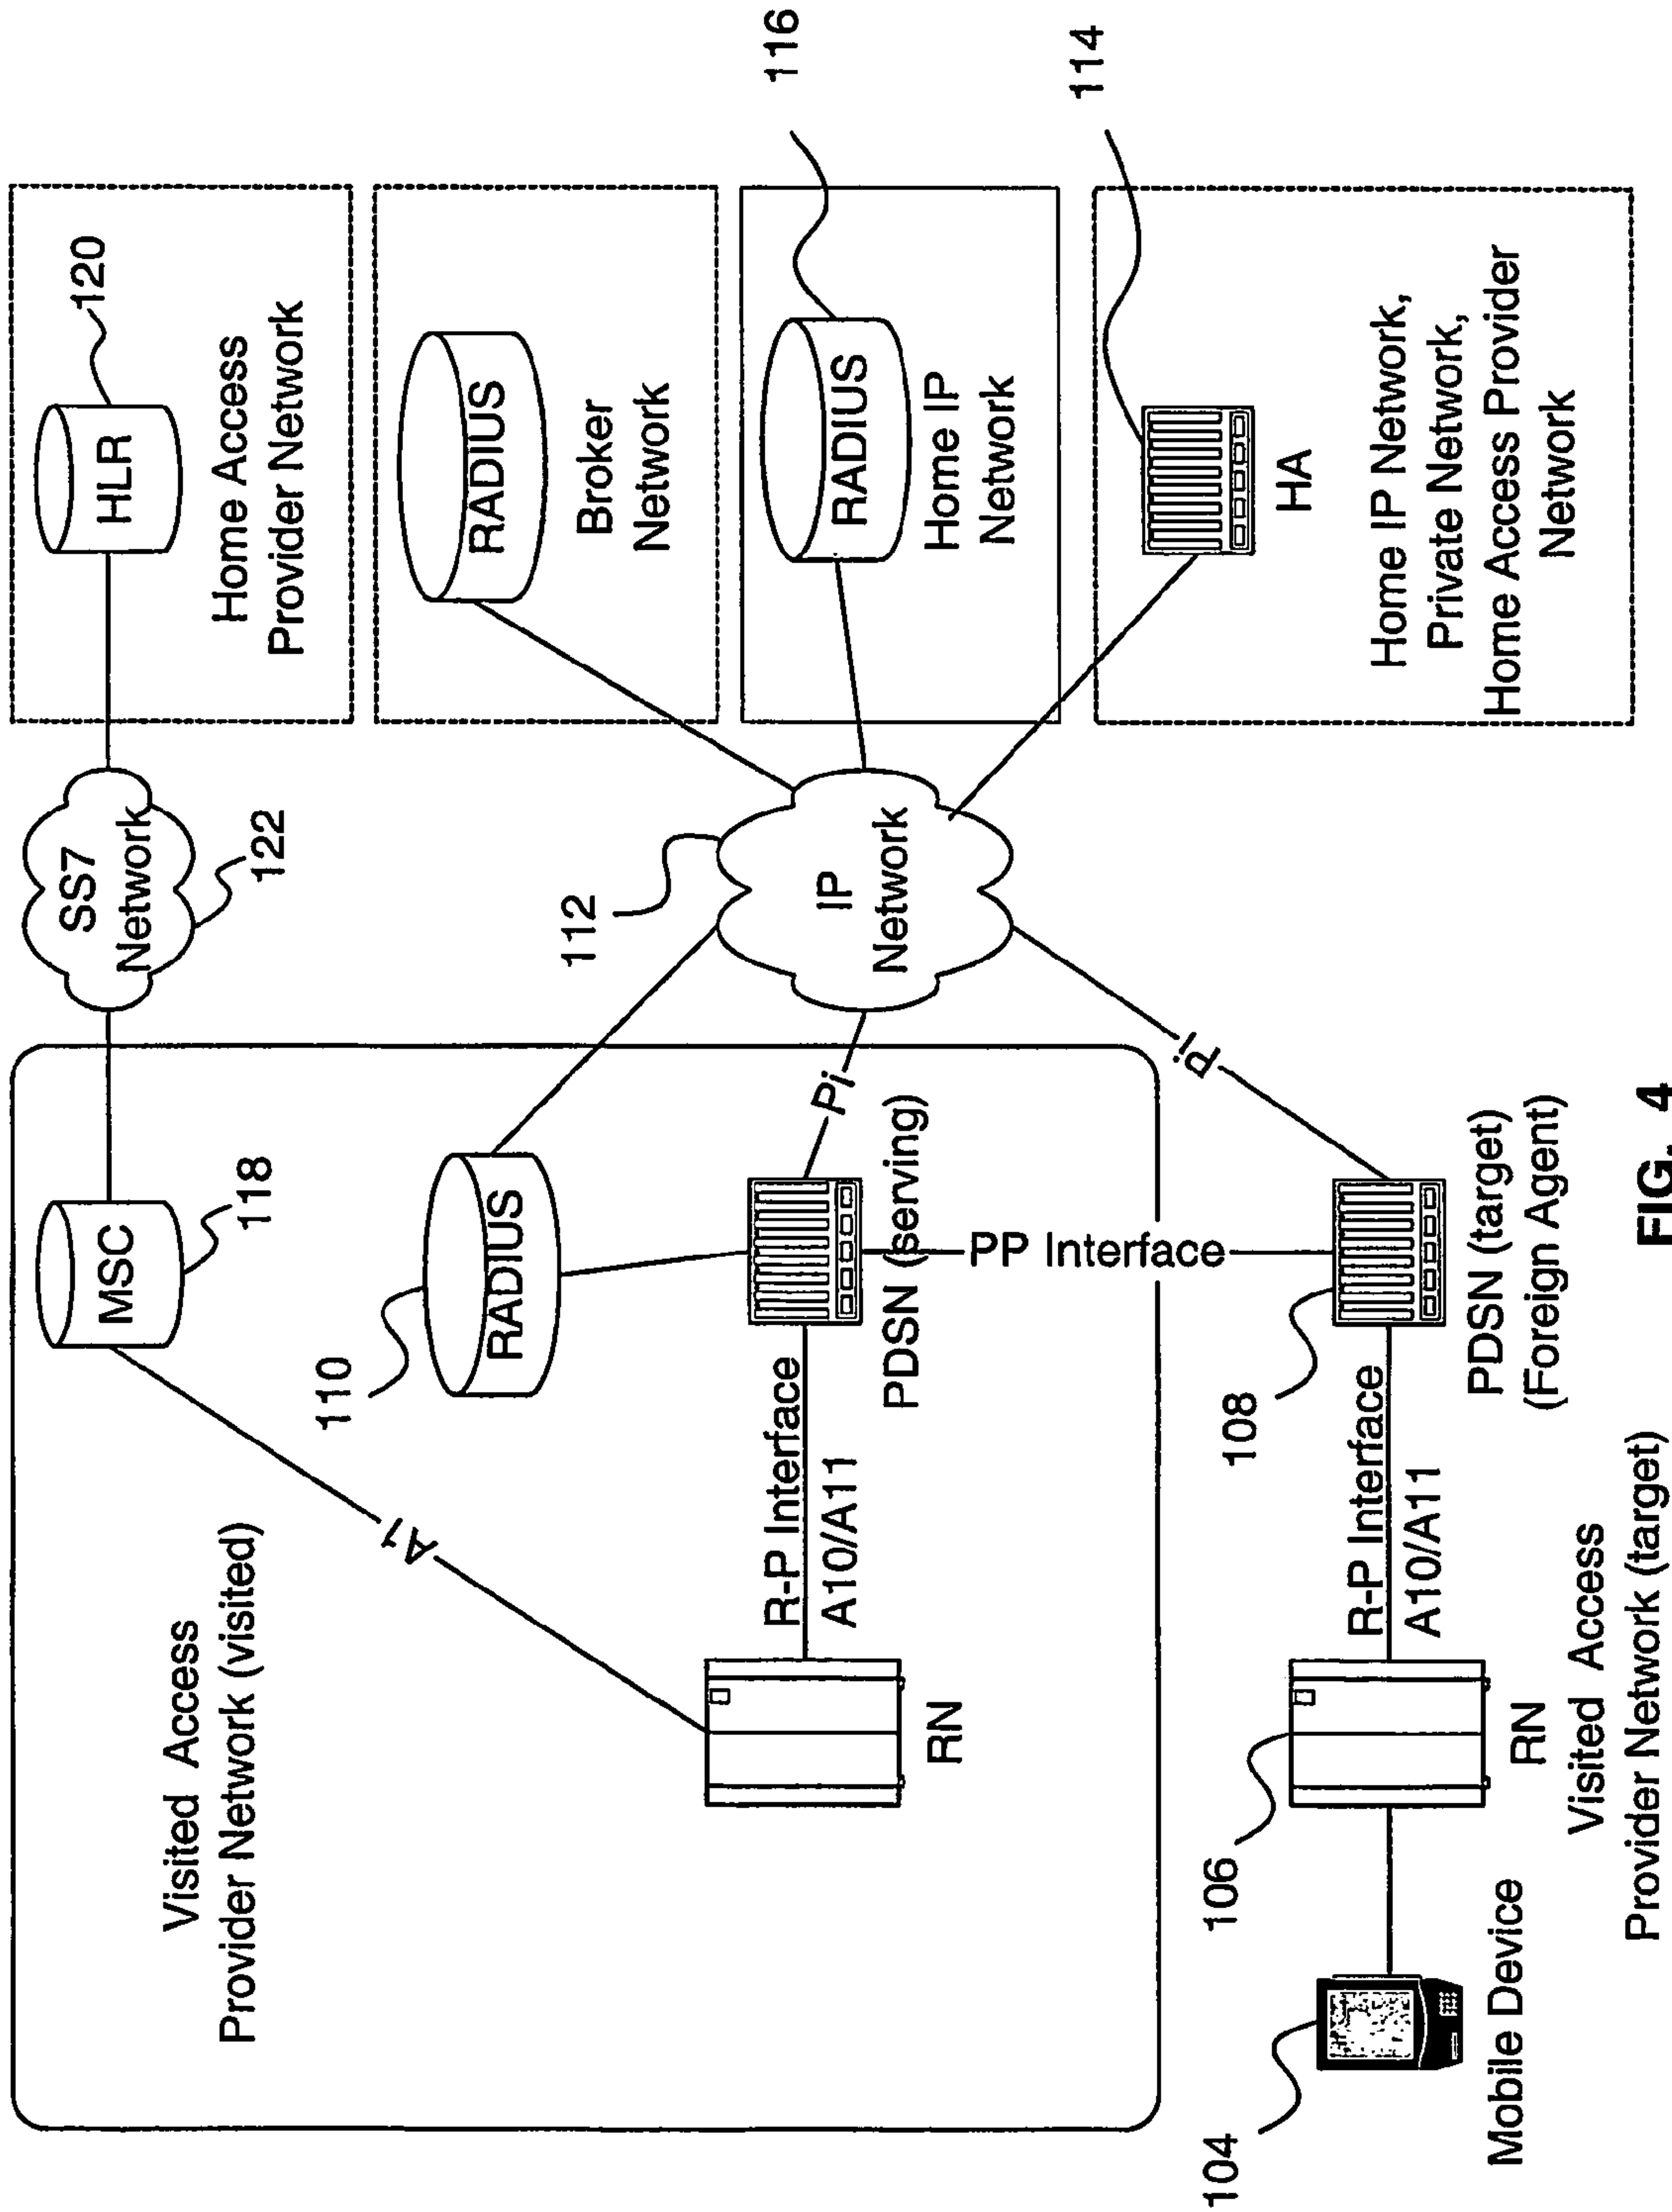 Visited Access
Provider Network (visited)
MSC
118
A1
110
RADIUS
R-P Interface
A10/A11
RN
PDSN (serving)
Pi
PP Interface
SS7
Network
122
112
IP
Network
HLR
120
Home Access
Provider Network
RADIUS
Broker
Network
RADIUS
Home IP
Network
116
HA
114
Home IP Network,
Private Network,
Home Access Provider
Network
104
Mobile Device
106
RN
R-P Interface
A10/A11
108
PDSN (target)
(Foreign Agent)
Pi
Visited Access
Provider Network (target)
FIG. 4